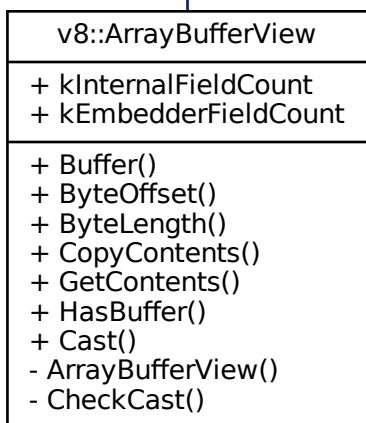 v8::ArrayBufferView
+ kInternalFieldCount
+ kEmbedderFieldCount
+ Buffer()
+ ByteOffset()
+ ByteLength()
+ CopyContents()
+ GetContents()
+ HasBuffer()
+ Cast()
- ArrayBufferView()
- CheckCast()